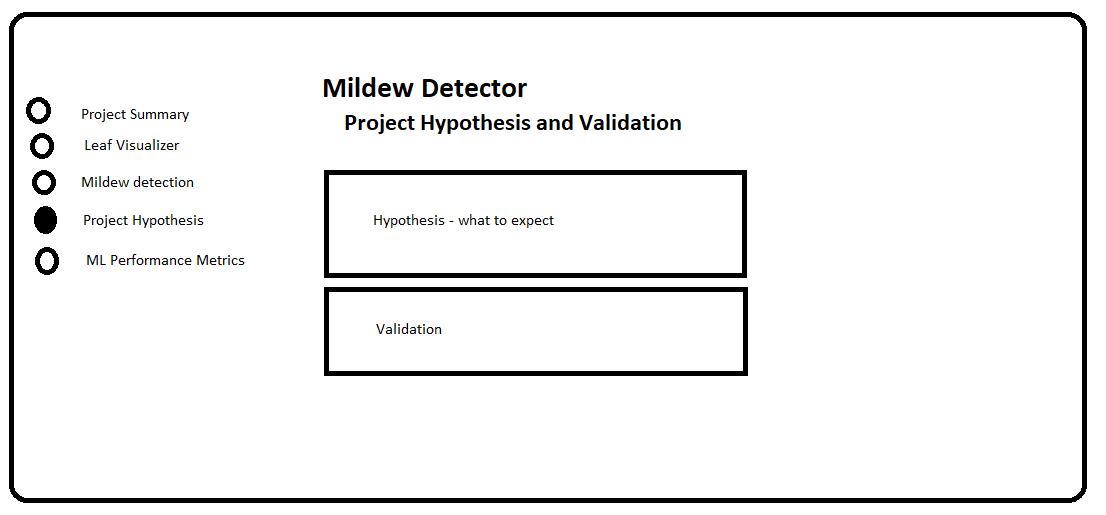 Mildew Detector
Project Hypothesis and Validation
Project Summary
Leaf Visualizer
Mildew detection
Project Hypothesis
ML Performance Metrics
Hypothesis - what to expect
Validation